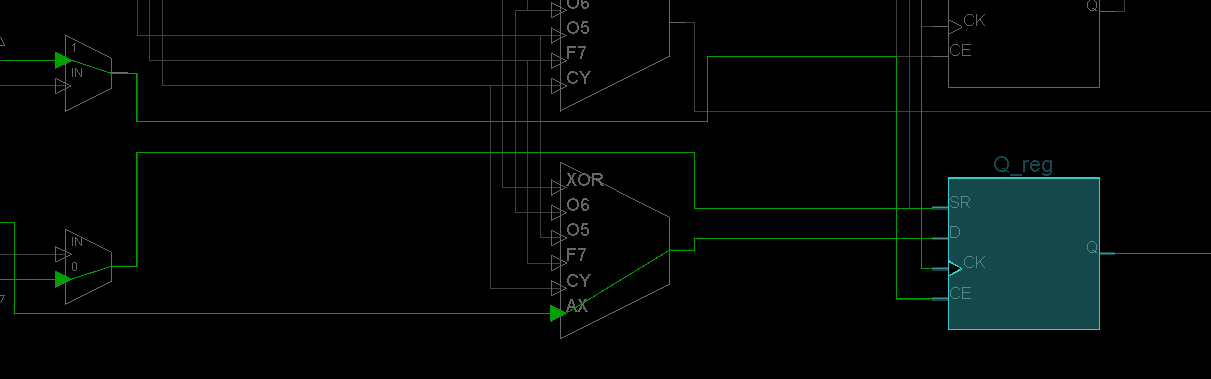 O6
Q
CK
O5
1
F7
CE
IN
CY
Q_reg
XOR
SR
O6
D
O5
IN
Q
F7
CK
0
CY
CE
AX